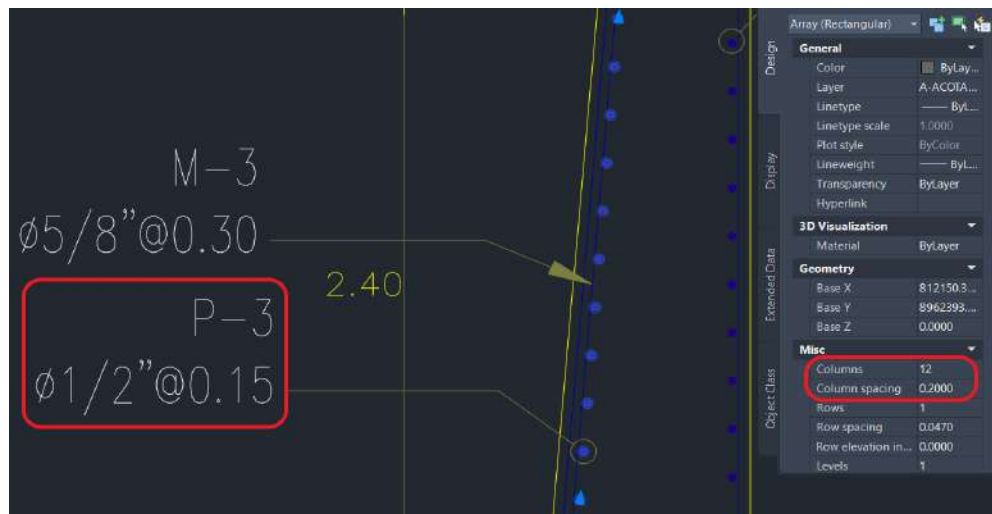 M-3
ø5/8"@0.30
2.40
P-3
ø1/2"@0.15
Design
Display
Extended Data
Object Class
Array (Rectangular)
General
Color ByLay...
Layer A-ACOTA...
Linetype ByL...
Linetype scale 1.0000
Plot style ByColor
Lineweight ByL...
Transparency ByLayer
Hyperlink
3D Visualization
Material ByLayer
Geometry
Base X 812150.3...
Base Y 8962393....
Base Z 0.0000
Misc
Columns 12
Column spacing 0.2000
Rows 1
Row spacing 0.0470
Row elevation in... 0.0000
Levels 1